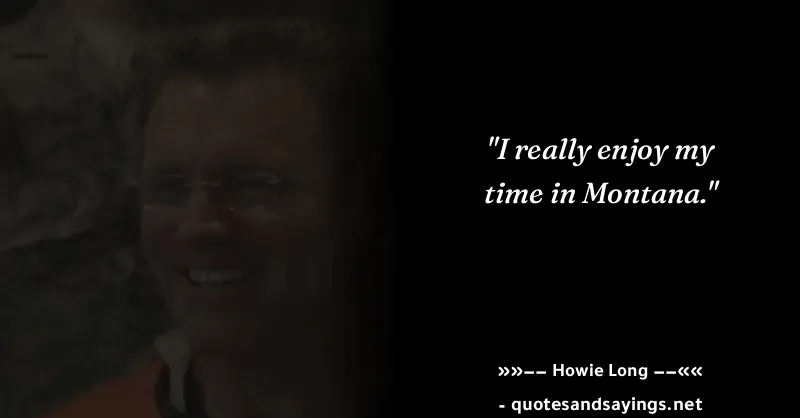 "I really enjoy my
time in Montana."
»»–– Howie Long ––««
- quotesandsayings.net